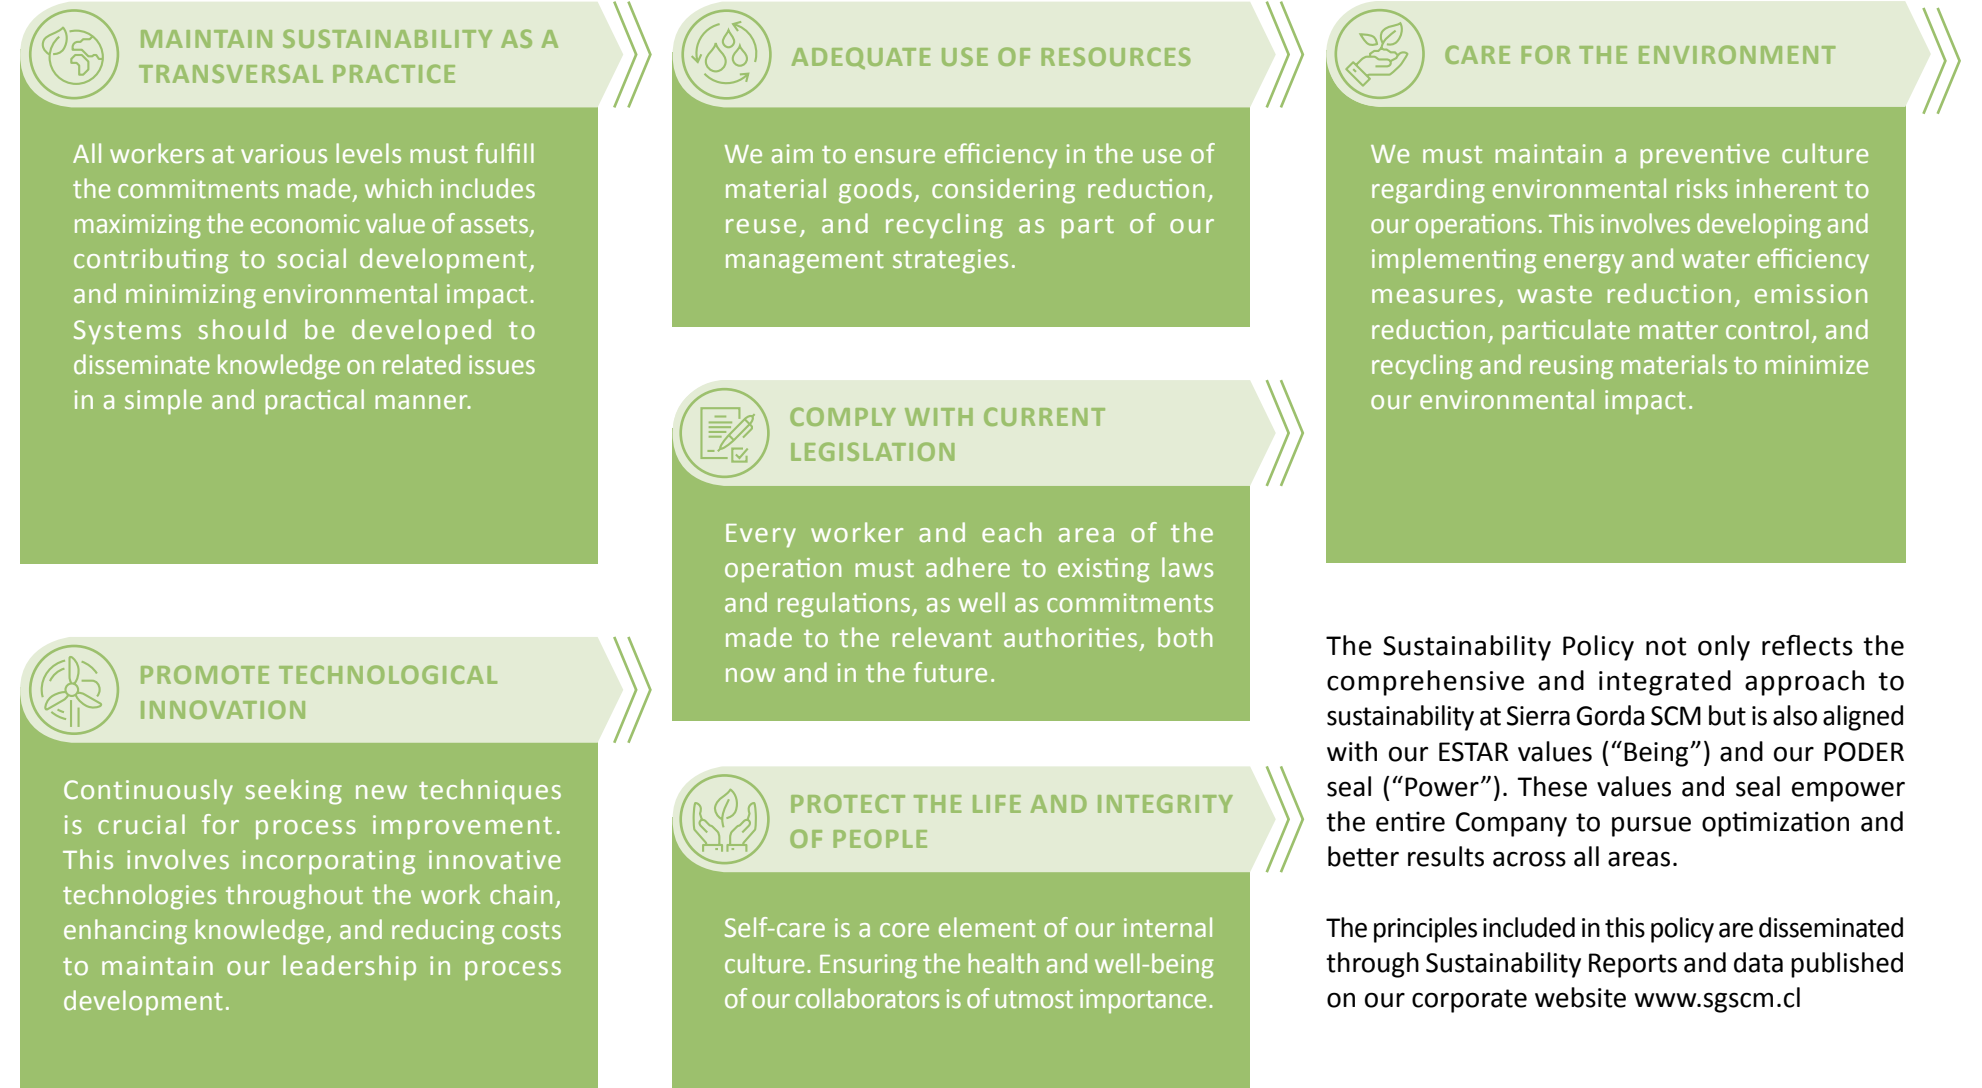 MAINTAIN SUSTAINABILITY AS A
TRANSVERSAL PRACTICE
All workers at various levels must fulfill
the commitments made, which includes
maximizing the economic value of assets,
contributing to social development,
and minimizing environmental impact.
Systems should be developed to
disseminate knowledge on related issues
in a simple and practical manner.
PROMOTE TECHNOLOGICAL
INNOVATION
Continuously seeking new techniques
is crucial for process improvement.
This involves incorporating innovative
technologies throughout the work chain,
enhancing knowledge, and reducing costs
to maintain our leadership in process
development.
ADEQUATE USE OF RESOURCES
We aim to ensure efficiency in the use of
material goods, considering reduction,
reuse, and recycling as part of our
management strategies.
COMPLY WITH CURRENT
LEGISLATION
Every worker and each area of the
operation must adhere to existing laws
and regulations, as well as commitments
made to the relevant authorities, both
now and in the future.
PROTECT THE LIFE AND INTEGRITY
OF PEOPLE
Self-care is a core element of our internal
culture. Ensuring the health and well-being
of our collaborators is of utmost importance.
CARE FOR THE ENVIRONMENT
We must maintain a preventive culture
regarding environmental risks inherent to
our operations. This involves developing and
implementing energy and water efficiency
measures, waste reduction, emission
reduction, particulate matter control, and
recycling and reusing materials to minimize
our environmental impact.
The Sustainability Policy not only reflects the
comprehensive and integrated approach to
sustainability at Sierra Gorda SCM but is also aligned
with our ESTAR values (“Being”) and our PODER
seal (“Power”). These values and seal empower
the entire Company to pursue optimization and
better results across all areas.
The principles included in this policy are disseminated
through Sustainability Reports and data published
on our corporate website www.sgscm.cl